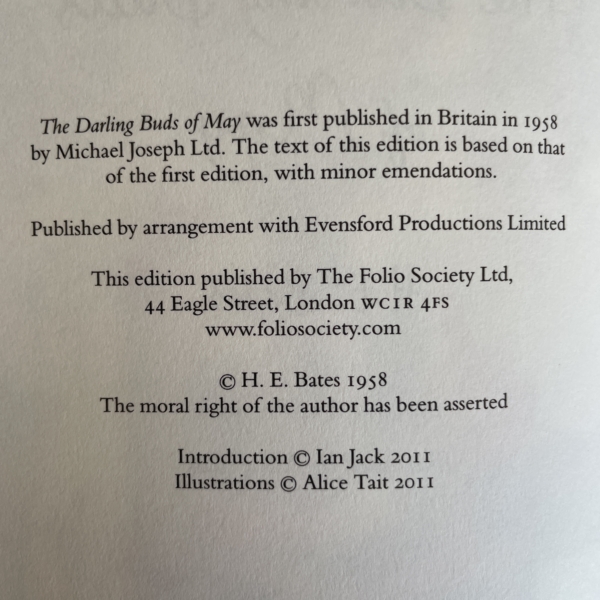 The Darling Buds of May was first published in Britain in 1958
by Michael Joseph Ltd. The text of this edition is based on that
of the first edition, with minor emendations.
Published by arrangement with Evensford Productions Limited
This edition published by The Folio Society Ltd,
44 Eagle Street, London WC1R 4FS
www.foliosociety.com
© H. E. Bates 1958
The moral right of the author has been asserted
Introduction © Ian Jack 2011
Illustrations © Alice Tait 2011